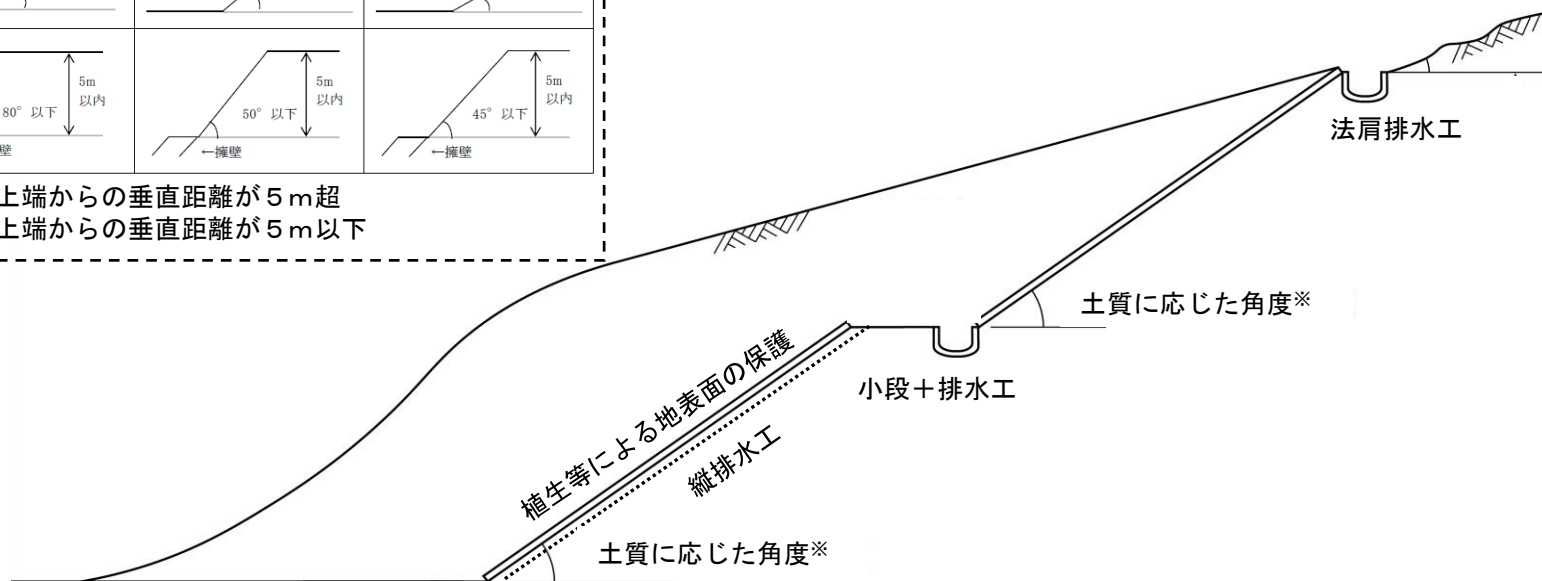 5m
以内
80°以下
壁
5m
以内
50°以下
←擁壁
5m
以内
45°以下
←擁壁
上端からの垂直距離が5m超
上端からの垂直距離が5m以下
法肩排水工
土質に応じた角度※
小段+排水工
植生等による地表面の保護
縦排水工
土質に応じた角度※